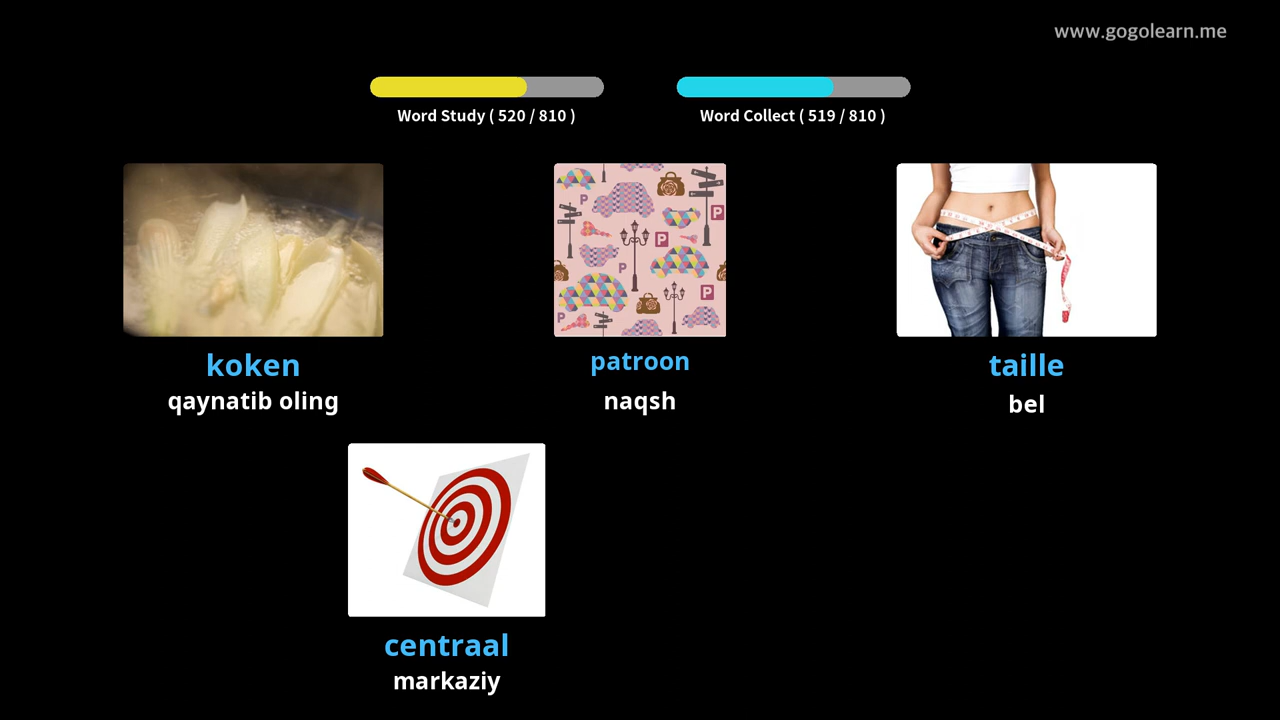 www.gogolearn.me
Word Study ( 520 / 810 )
Word Collect ( 519 / 810 )
P
P
P
P
P
P
koken
qaynatib oling
patroon
naqsh
taille
bel
centraal
markaziy